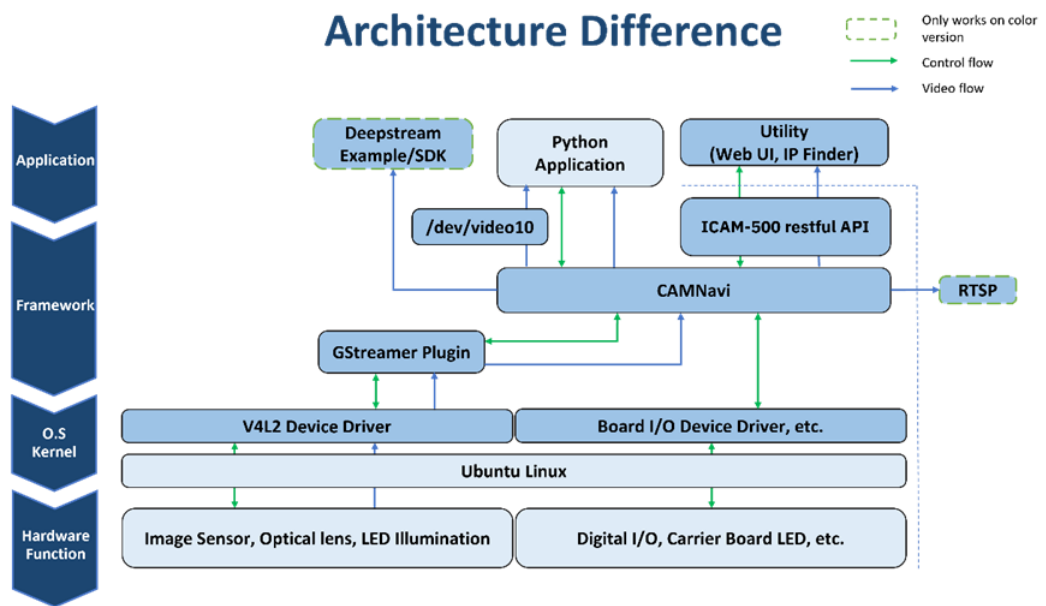 Architecture Difference
Only works on color
version
Control flow
Video flow
Application
Deepstream
Example/SDK
Python
Application
Utility
(Web UI, IP Finder)
/dev/video10
ICAM-500 restful API
Framework
CAMNavi
RTSP
GStreamer Plugin
O.S
Kernel
V4L2 Device Driver
Board I/O Device Driver, etc.
Ubuntu Linux
Hardware
Function
Image Sensor, Optical lens, LED Illumination
Digital I/O, Carrier Board LED, etc.